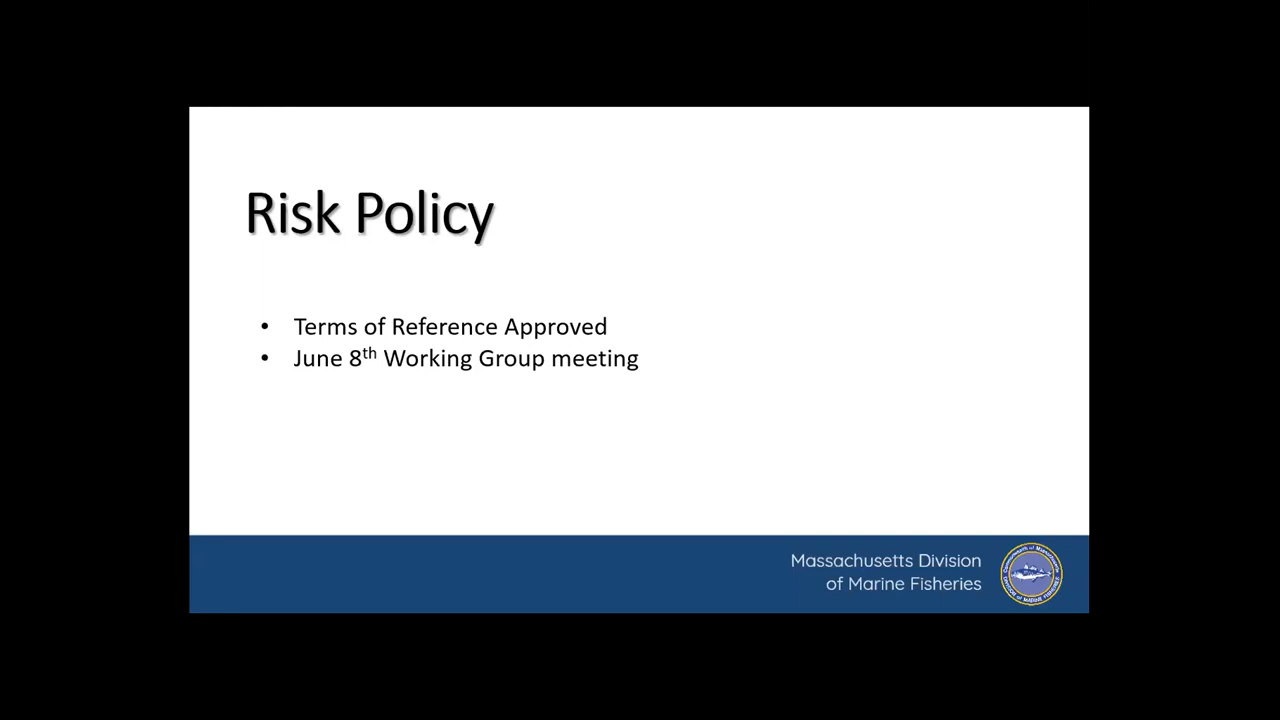 Risk Policy
• Terms of Reference Approved
• June 8th Working Group meeting
Massachusetts Division
of Marine Fisheries